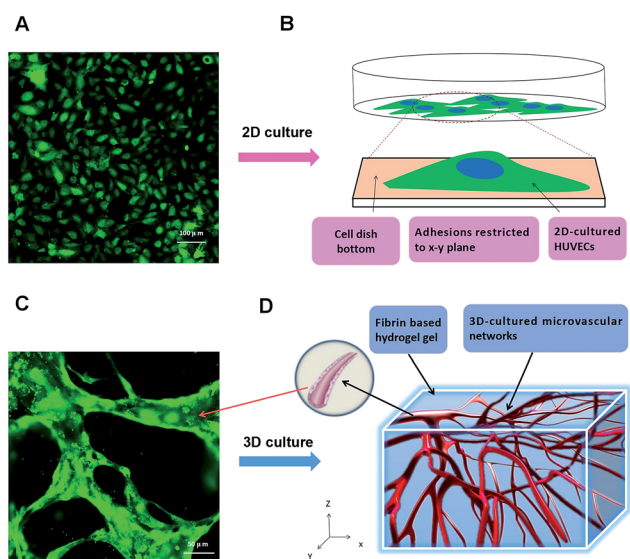 A
B
2D culture
100 μm
Cell dish
bottom
Adhesions restricted
to x-y plane
2D-cultured
HUVECs
C
D
Fibrin based
hydrogel gel
3D-cultured microvascular
networks
3D culture
50 μm
Z
Y
x